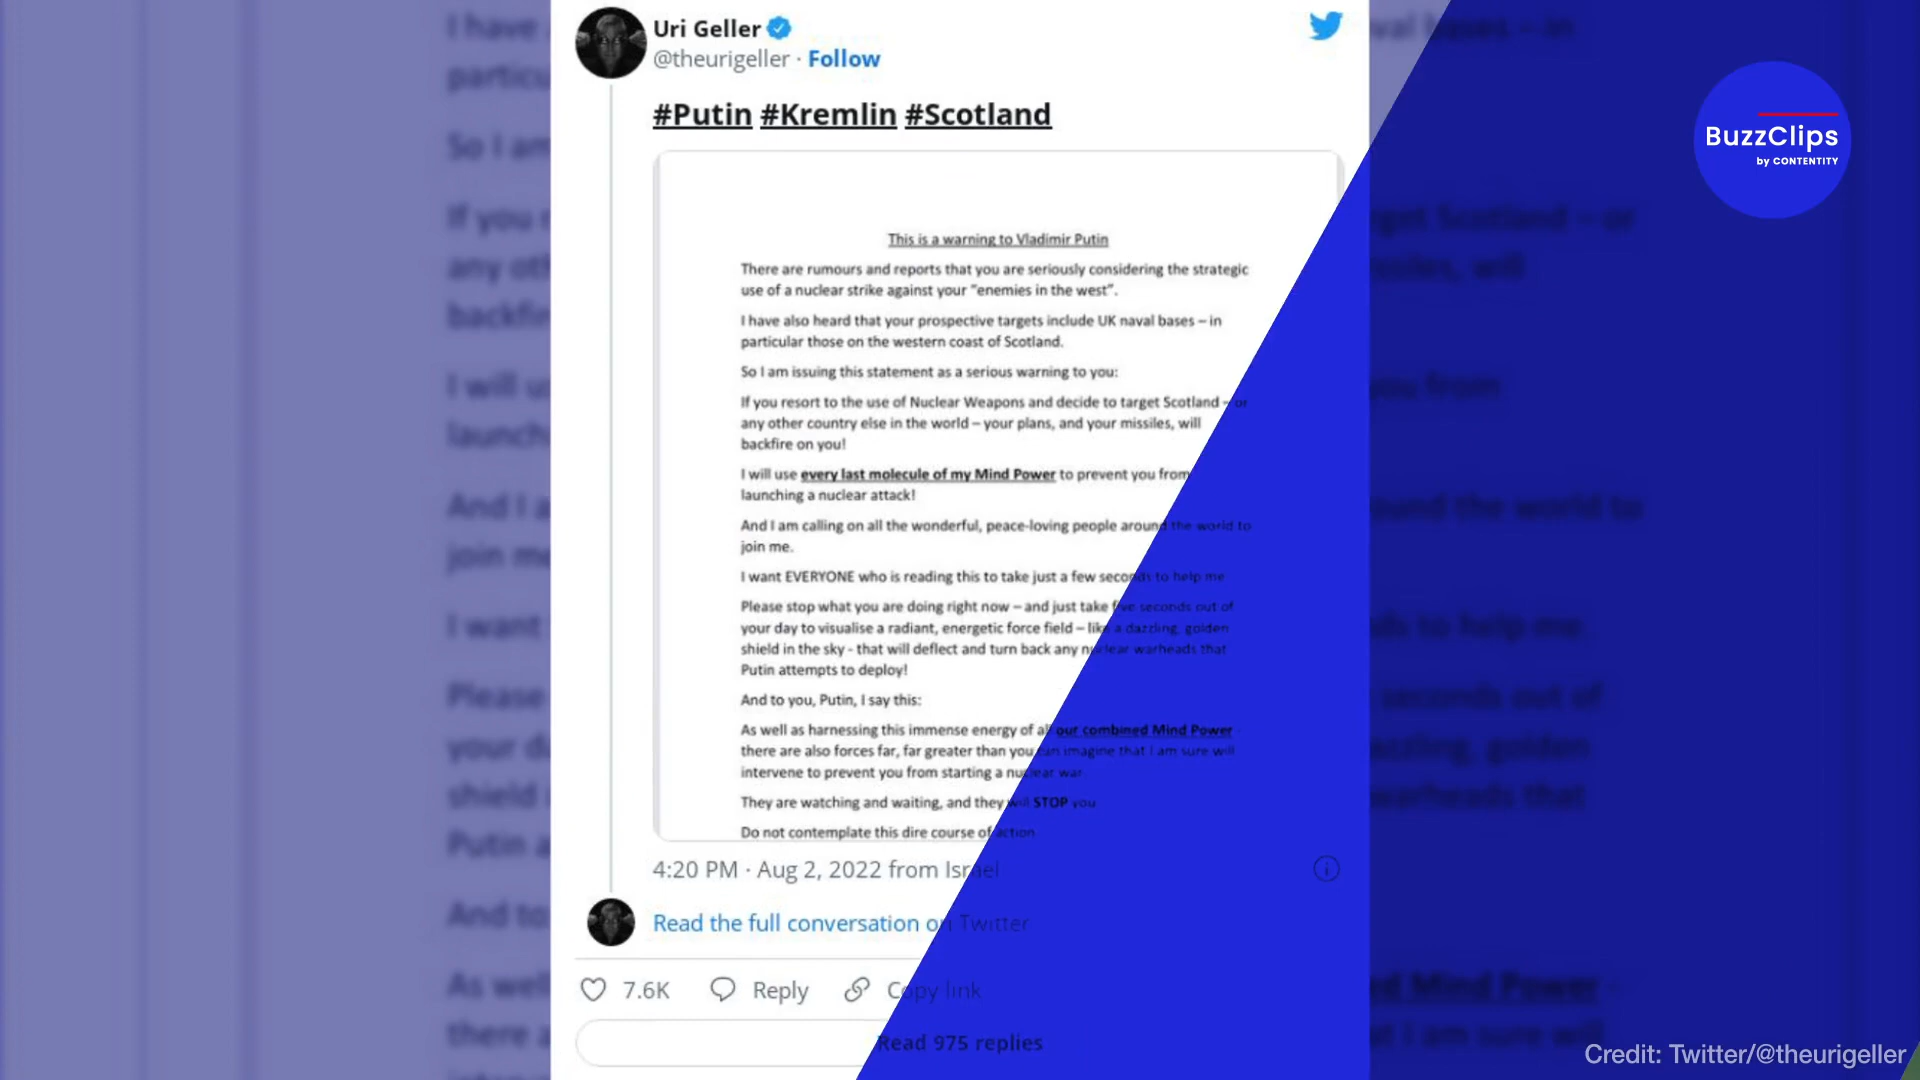 Uri Geller
@theurigeller · Follow
#Putin #Kremlin #Scotland
This is a warning to Vladimir Putin
There are rumours and reports that you are seriously considering the strategic
use of a nuclear strike against your "enemies in the west".
I have also heard that your prospective targets include UK naval bases – in
particular those on the western coast of Scotland.
So I am issuing this statement as a serious warning to you:
If you resort to the use of Nuclear Weapons and decide to target Scotland – or
any other country else in the world – your plans, and your missiles, will
backfire on you!
I will use every last molecule of my Mind Power to prevent you from
launching a nuclear attack!
And I am calling on all the wonderful, peace-loving people around the world to
join me.
I want EVERYONE who is reading this to take just a few seconds to help me
Please stop what you are doing right now – and just take five seconds out of
your day to visualise a radiant, energetic force field – like a dazzling, golden
shield in the sky - that will deflect and turn back any nuclear warheads that
Putin attempts to deploy!
And to you, Putin, I say this:
As well as harnessing this immense energy of all our combined Mind Power -
there are also forces far, far greater than you can imagine that I am sure will
intervene to prevent you from starting a nuclear war
They are watching and waiting, and they will STOP you
Do not contemplate this dire course of action
4:20 PM · Aug 2, 2022 from Israel
Read the full conversation on Twitter
7.6K Reply Copy link
Read 975 replies
BuzzClips
by CONTENTITY
Credit: Twitter/@theurigeller